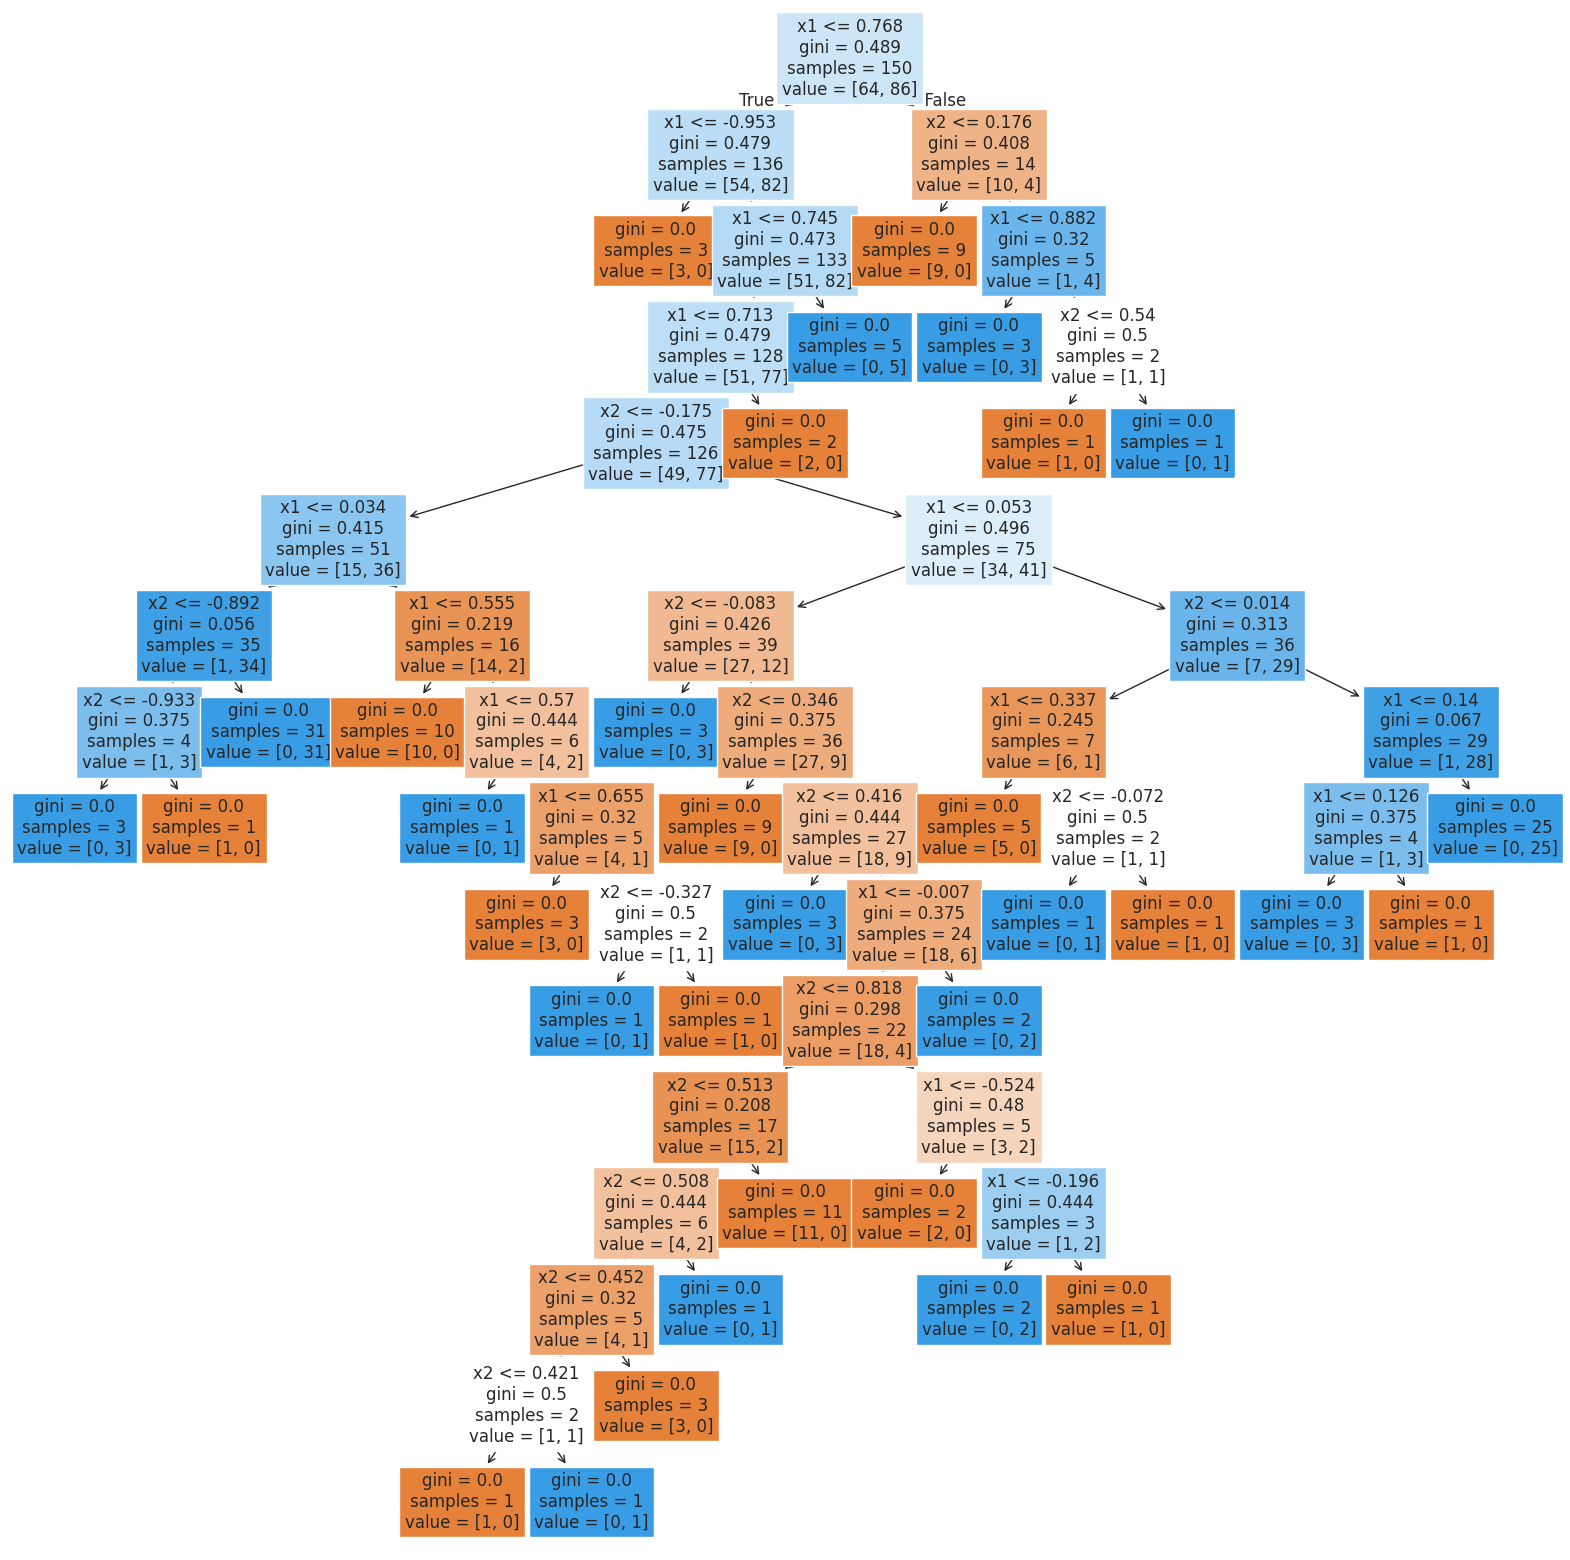 x1 <= 0.768
gini = 0.489
samples = 150
value = [64, 86]
True
False
x1 <= -0.953
gini = 0.479
samples = 136
value = [54, 82]
x2 <= 0.176
gini = 0.408
samples = 14
value = [10, 4]
gini = 0.0
samples = 3
value = [3, 0]
x1 <= 0.745
gini = 0.473
samples = 133
value = [51, 82]
gini = 0.0
samples = 9
value = [9, 0]
x1 <= 0.882
gini = 0.32
samples = 5
value = [1, 4]
x1 <= 0.713
gini = 0.479
samples = 128
value = [51, 77]
gini = 0.0
samples = 5
value = [0, 5]
gini = 0.0
samples = 3
value = [0, 3]
x2 <= 0.54
gini = 0.5
samples = 2
value = [1, 1]
x2 <= -0.175
gini = 0.475
samples = 126
value = [49, 77]
gini = 0.0
samples = 2
value = [2, 0]
gini = 0.0
samples = 1
value = [1, 0]
gini = 0.0
samples = 1
value = [0, 1]
x1 <= 0.034
gini = 0.415
samples = 51
value = [15, 36]
x1 <= 0.053
gini = 0.496
samples = 75
value = [34, 41]
x2 <= -0.892
gini = 0.056
samples = 35
value = [1, 34]
x1 <= 0.555
gini = 0.219
samples = 16
value = [14, 2]
x2 <= -0.083
gini = 0.426
samples = 39
value = [27, 12]
x2 <= 0.014
gini = 0.313
samples = 36
value = [7, 29]
x2 <= -0.933
gini = 0.375
samples = 4
value = [1, 3]
gini = 0.0
samples = 31
value = [0, 31]
gini = 0.0
samples = 10
value = [10, 0]
x1 <= 0.57
gini = 0.444
samples = 6
value = [4, 2]
gini = 0.0
samples = 3
value = [0, 3]
x2 <= 0.346
gini = 0.375
samples = 36
value = [27, 9]
x1 <= 0.337
gini = 0.245
samples = 7
value = [6, 1]
x1 <= 0.14
gini = 0.067
samples = 29
value = [1, 28]
gini = 0.0
samples = 3
value = [0, 3]
gini = 0.0
samples = 1
value = [1, 0]
gini = 0.0
samples = 1
value = [0, 1]
x1 <= 0.655
gini = 0.32
samples = 5
value = [4, 1]
gini = 0.0
samples = 9
value = [9, 0]
x2 <= 0.416
gini = 0.444
samples = 27
value = [18, 9]
gini = 0.0
samples = 5
value = [5, 0]
x2 <= -0.072
gini = 0.5
samples = 2
value = [1, 1]
x1 <= 0.126
gini = 0.375
samples = 4
value = [1, 3]
gini = 0.0
samples = 25
value = [0, 25]
gini = 0.0
samples = 3
value = [3, 0]
x2 <= -0.327
gini = 0.5
samples = 2
value = [1, 1]
gini = 0.0
samples = 3
value = [0, 3]
x1 <= -0.007
gini = 0.375
samples = 24
value = [18, 6]
gini = 0.0
samples = 1
value = [0, 1]
gini = 0.0
samples = 1
value = [1, 0]
gini = 0.0
samples = 3
value = [0, 3]
gini = 0.0
samples = 1
value = [1, 0]
gini = 0.0
samples = 1
value = [0, 1]
gini = 0.0
samples = 1
value = [1, 0]
x2 <= 0.818
gini = 0.298
samples = 22
value = [18, 4]
gini = 0.0
samples = 2
value = [0, 2]
x2 <= 0.513
gini = 0.208
samples = 17
value = [15, 2]
x1 <= -0.524
gini = 0.48
samples = 5
value = [3, 2]
x2 <= 0.508
gini = 0.444
samples = 6
value = [4, 2]
gini = 0.0
samples = 11
value = [11, 0]
gini = 0.0
samples = 2
value = [2, 0]
x1 <= -0.196
gini = 0.444
samples = 3
value = [1, 2]
x2 <= 0.452
gini = 0.32
samples = 5
value = [4, 1]
gini = 0.0
samples = 1
value = [0, 1]
gini = 0.0
samples = 2
value = [0, 2]
gini = 0.0
samples = 1
value = [1, 0]
x2 <= 0.421
gini = 0.5
samples = 2
value = [1, 1]
gini = 0.0
samples = 3
value = [3, 0]
gini = 0.0
samples = 1
value = [1, 0]
gini = 0.0
samples = 1
value = [0, 1]